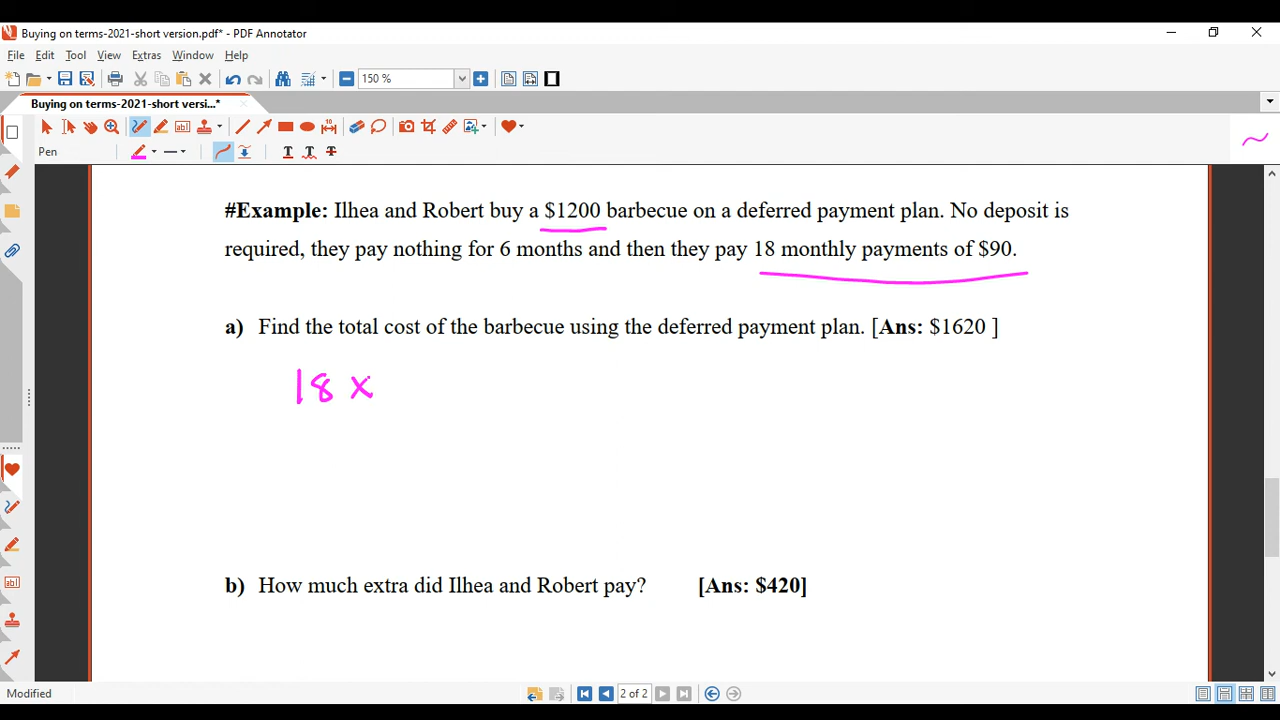 Buying on terms-2021-short version.pdf* - PDF Annotator
File Edit Tool View Extras Window Help
150 %
Buying on terms-2021-short versi...*
10
Pen
T T T
#Example: Ilhea and Robert buy a $1200 barbecue on a deferred payment plan. No deposit is
required, they pay nothing for 6 months and then they pay 18 monthly payments of $90.
a) Find the total cost of the barbecue using the deferred payment plan. [Ans: $1620 ]
18 x
b) How much extra did Ilhea and Robert pay? [Ans: $420]
Modified
2 of 2